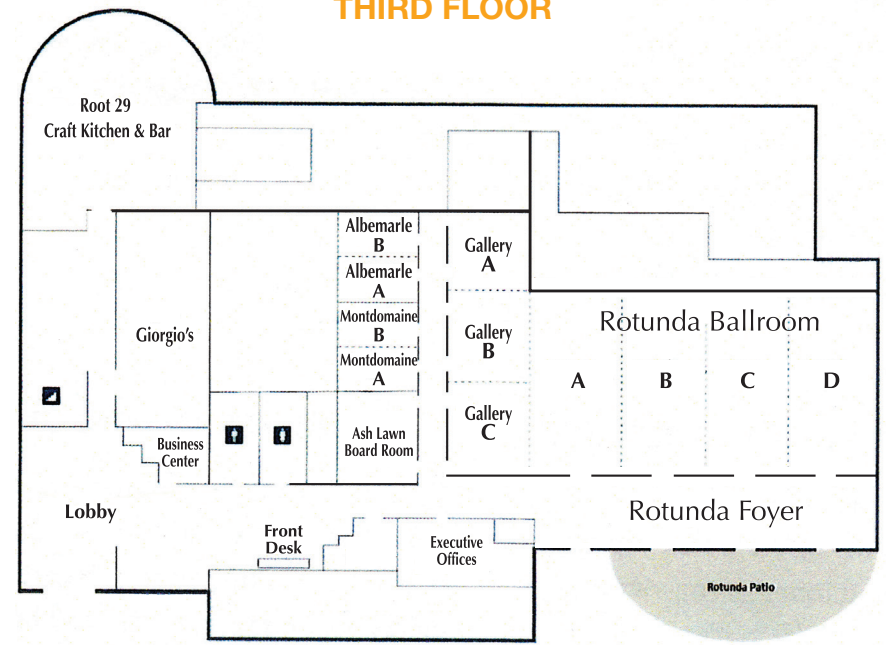 THIRD FLOOR
Root 29
Craft Kitchen & Bar
Albemarle
B
Albemarle
A
Montdomaine
B
Montdomaine
A
Ash Lawn
Board Room
Gallery
A
Gallery
B
Gallery
C
Rotunda Ballroom
A
B
C
D
Giorgio's
Business
Center
Lobby
Front
Desk
Executive
Offices
Rotunda Foyer
Rotunda Patio